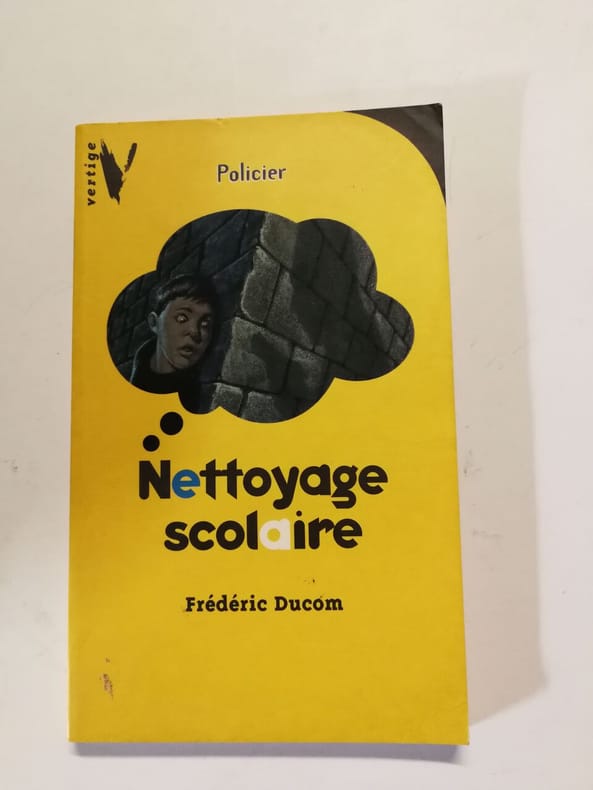 vertige
Policier
Nettoyage
scolaire
Frédéric Ducom